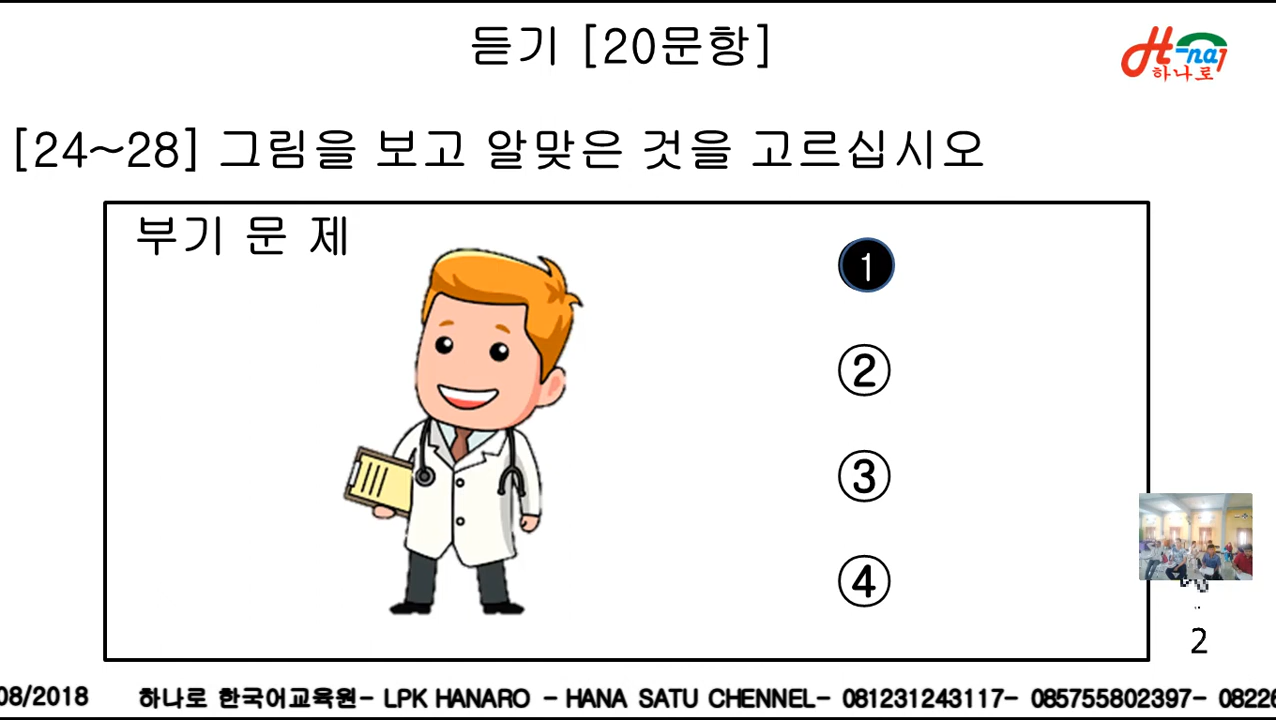 듣기 [20문항]
H-na1
하나로
[24~28] 그림을 보고 알맞은 것을 고르십시오
부기 문 제
1
②
③
④
2
08/2018 하나로 한국어교육원- LPK HANARO - HANA SATU CHENNEL- 081231243117- 085755802397- 0822